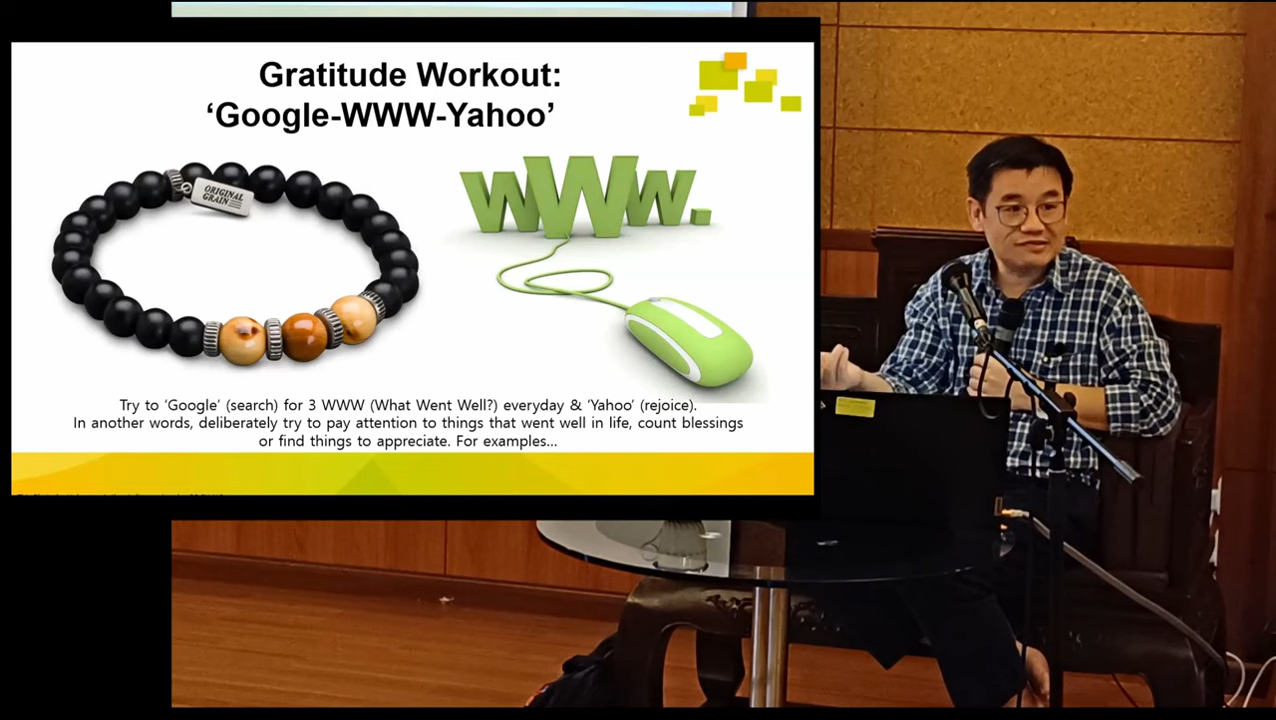 Gratitude Workout:
‘Google-WWW-Yahoo’
ORIGINAL
GRAIN
www.
Try to ‘Google’ (search) for 3 WWW (What Went Well?) everyday & ‘Yahoo’ (rejoice).
In another words, deliberately try to pay attention to things that went well in life, count blessings
or find things to appreciate. For examples...